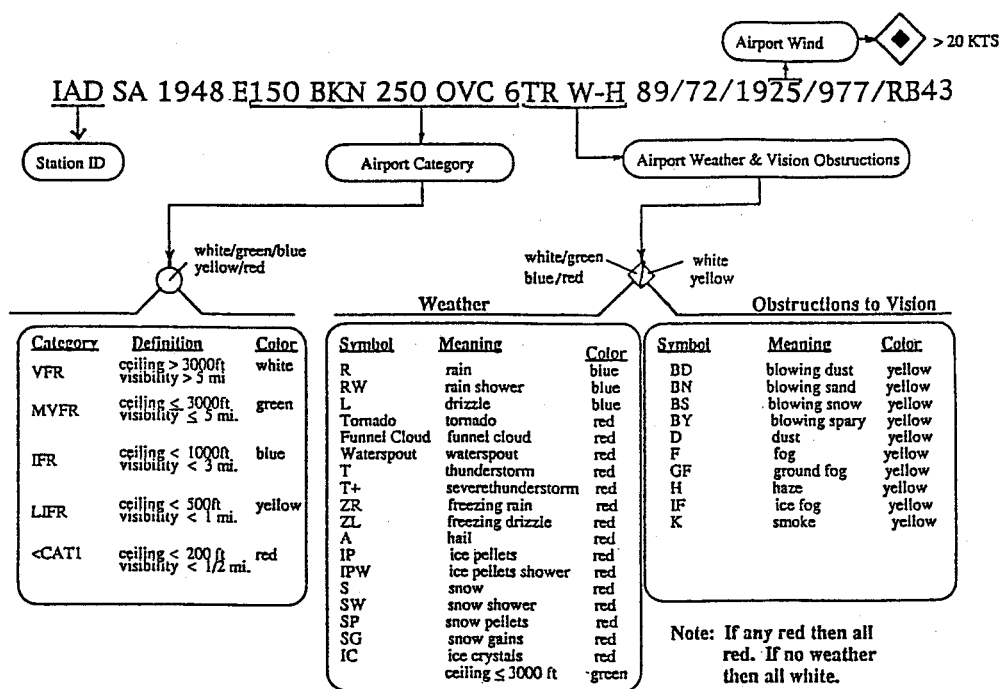 Airport Wind
> 20 KTS
IAD SA 1948 E150 BKN 250 OVC 6TR W-H 89/72/1925/977/RB43
Station ID
Airport Category
Airport Weather & Vision Obstructions
white/green/blue
yellow/red
white/green
blue/red
white
yellow
Category Definition Color
VFR ceiling > 3000ft visibility > 5 mi white
MVFR ceiling ≤ 3000ft visibility ≤ 5 mi. green
IFR ceiling < 1000ft visibility < 3 mi. blue
LIFR ceiling < 500ft visibility < 1 mi. yellow
<CAT1 ceiling < 200 ft visibility < 1/2 mi. red
Weather
Symbol Meaning Color
R rain blue
RW rain shower blue
L drizzle blue
Tornado tornado red
Funnel Cloud funnel cloud red
Waterspout waterspout red
T thunderstorm red
T+ severethunderstorm red
ZR freezing rain red
ZL freezing drizzle red
A hail red
IP ice pellets red
IPW ice pellets shower red
S snow red
SW snow shower red
SP snow pellets red
SG snow gains red
IC ice crystals red
ceiling ≤ 3000 ft green
Obstructions to Vision
Symbol Meaning Color
BD blowing dust yellow
BN blowing sand yellow
BS blowing snow yellow
BY blowing spary yellow
D dust yellow
F fog yellow
GF ground fog yellow
H haze yellow
IF ice fog yellow
K smoke yellow
Note: If any red then all
red. If no weather
then all white.